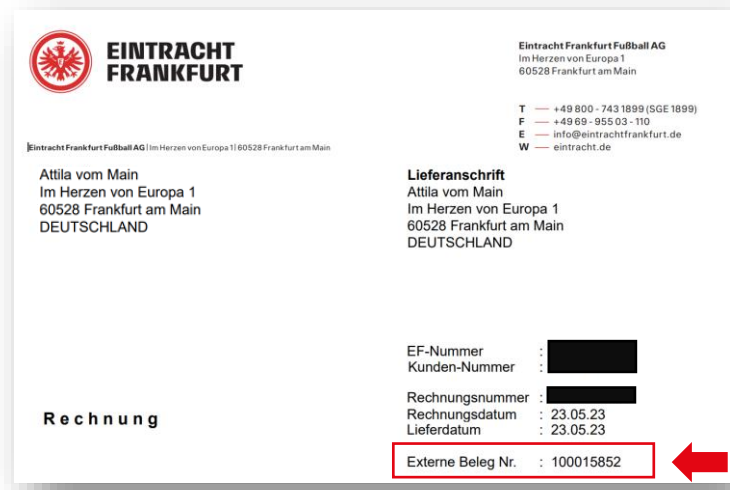 EINTRACHT
FRANKFURT
Eintracht Frankfurt Fußball AG
Im Herzen von Europa 1
60528 Frankfurt am Main
T — +49 800 - 743 1899 (SGE 1899)
F — +49 69 - 955 03 - 110
E — info@eintrachtfrankfurt.de
W — eintracht.de
Eintracht Frankfurt Fußball AG | Im Herzen von Europa 1 | 60528 Frankfurt am Main
Attila vom Main
Im Herzen von Europa 1
60528 Frankfurt am Main
DEUTSCHLAND
Lieferanschrift
Attila vom Main
Im Herzen von Europa 1
60528 Frankfurt am Main
DEUTSCHLAND
EF-Nummer :
Kunden-Nummer :
Rechnungsnummer :
Rechnungsdatum : 23.05.23
Lieferdatum : 23.05.23
Rechnung
Externe Beleg Nr. : 100015852